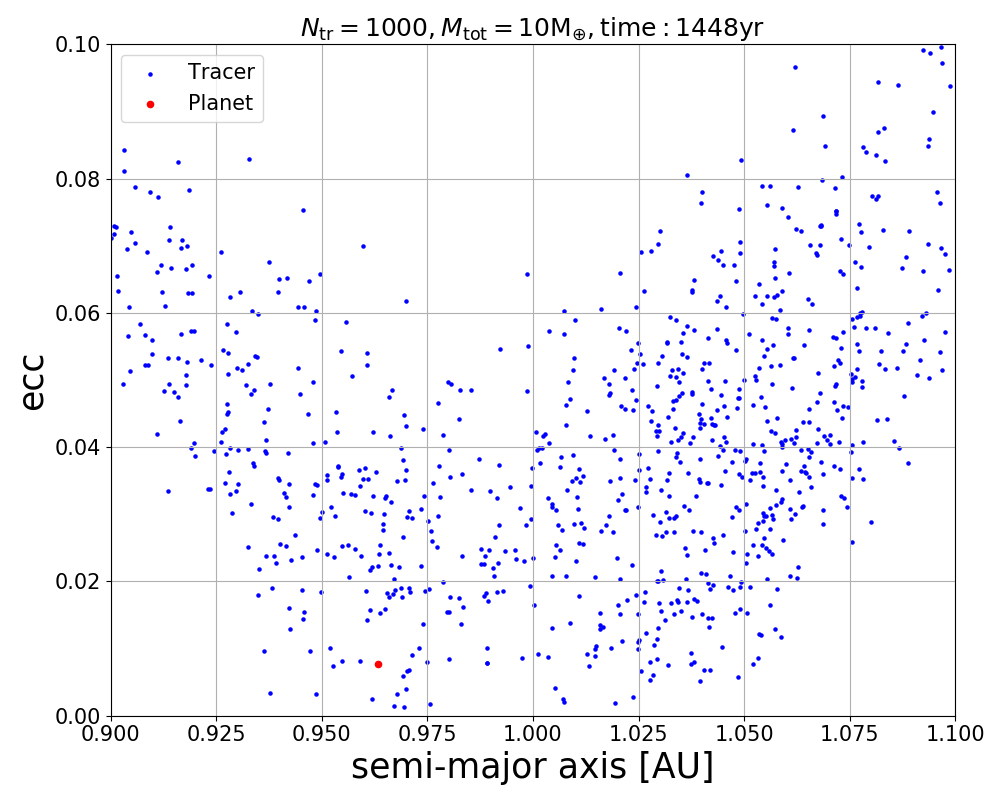 N_tr = 1000, M_tot = 10M_⊕, time : 1448yr
Tracer
Planet
ecc
0.10
0.08
0.06
0.04
0.02
0.00
0.900 0.925 0.950 0.975 1.000 1.025 1.050 1.075 1.100
semi-major axis [AU]